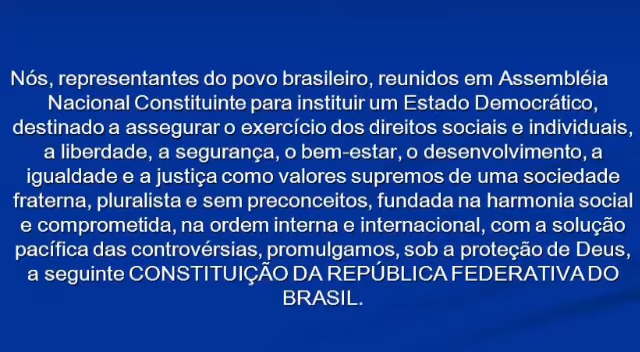 Nós, representantes do povo brasileiro, reunidos em Assembléia
Nacional Constituinte para instituir um Estado Democrático,
destinado a assegurar o exercício dos direitos sociais e individuais,
a liberdade, a segurança, o bem-estar, o desenvolvimento, a
igualdade e a justiça como valores supremos de uma sociedade
fraterna, pluralista e sem preconceitos, fundada na harmonia social
e comprometida, na ordem interna e internacional, com a solução
pacífica das controvérsias, promulgamos, sob a proteção de Deus,
a seguinte CONSTITUIÇÃO DA REPÚBLICA FEDERATIVA DO
BRASIL.